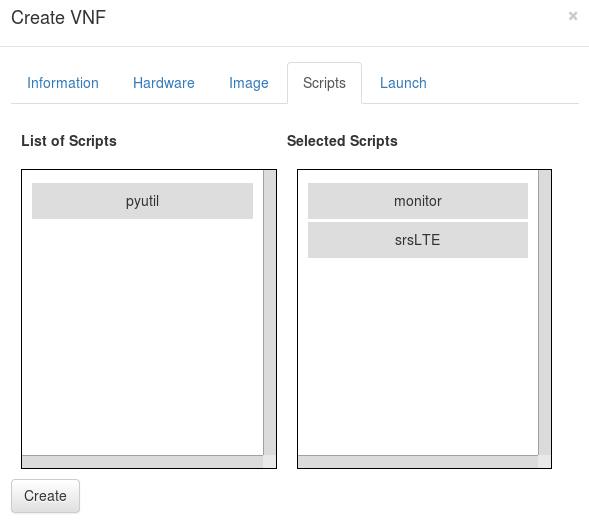 Create VNF ×
Information Hardware Image Scripts Launch
List of Scripts Selected Scripts
pyutil monitor
srsLTE
Create